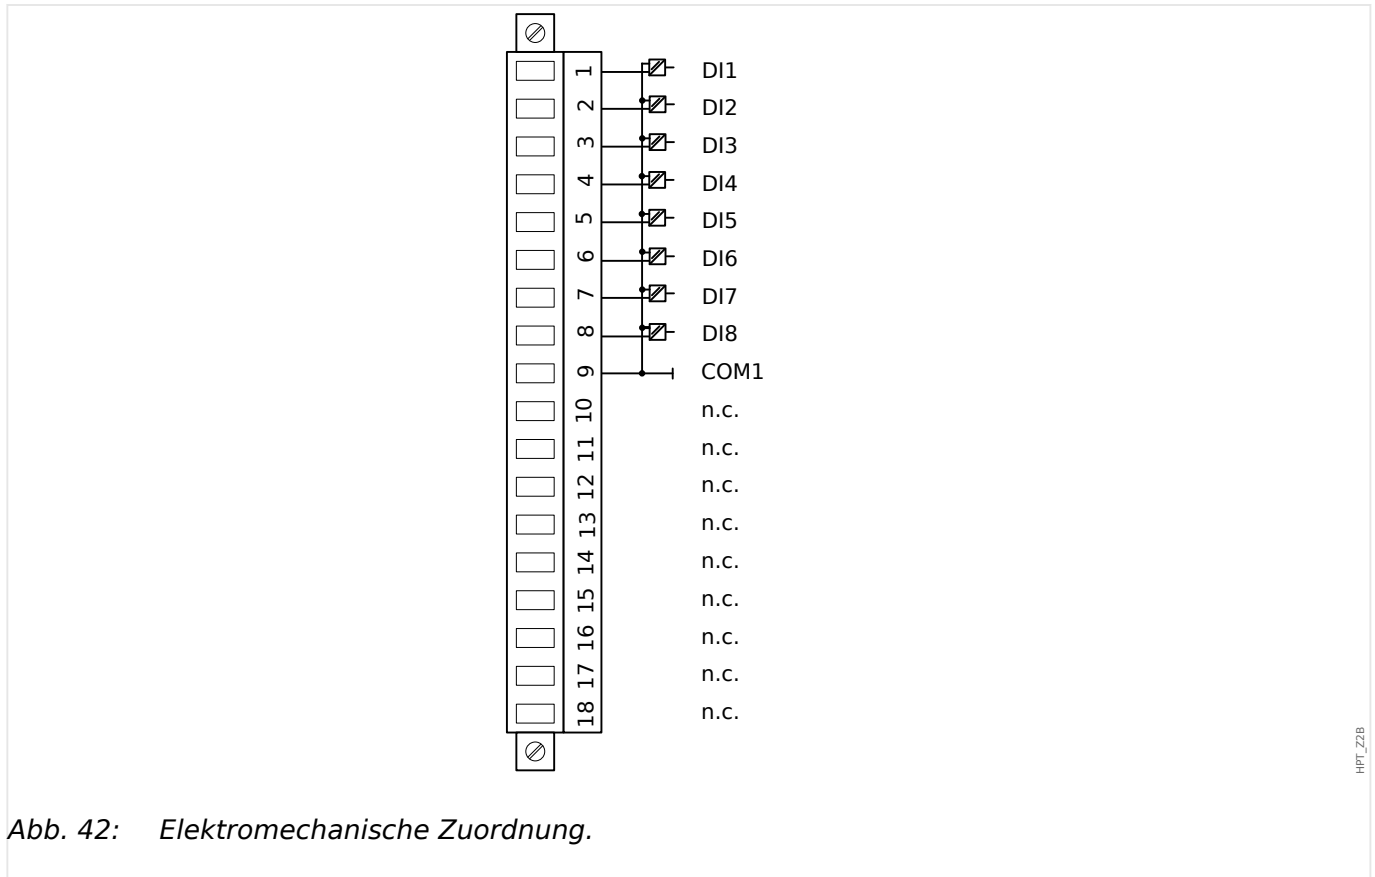 1 DI1
2 DI2
3 DI3
4 DI4
5 DI5
6 DI6
7 DI7
8 DI8
9 COM1
10 n.c.
11 n.c.
12 n.c.
13 n.c.
14 n.c.
15 n.c.
16 n.c.
17 n.c.
18 n.c.
HPT_Z2B
Abb. 42: Elektromechanische Zuordnung.